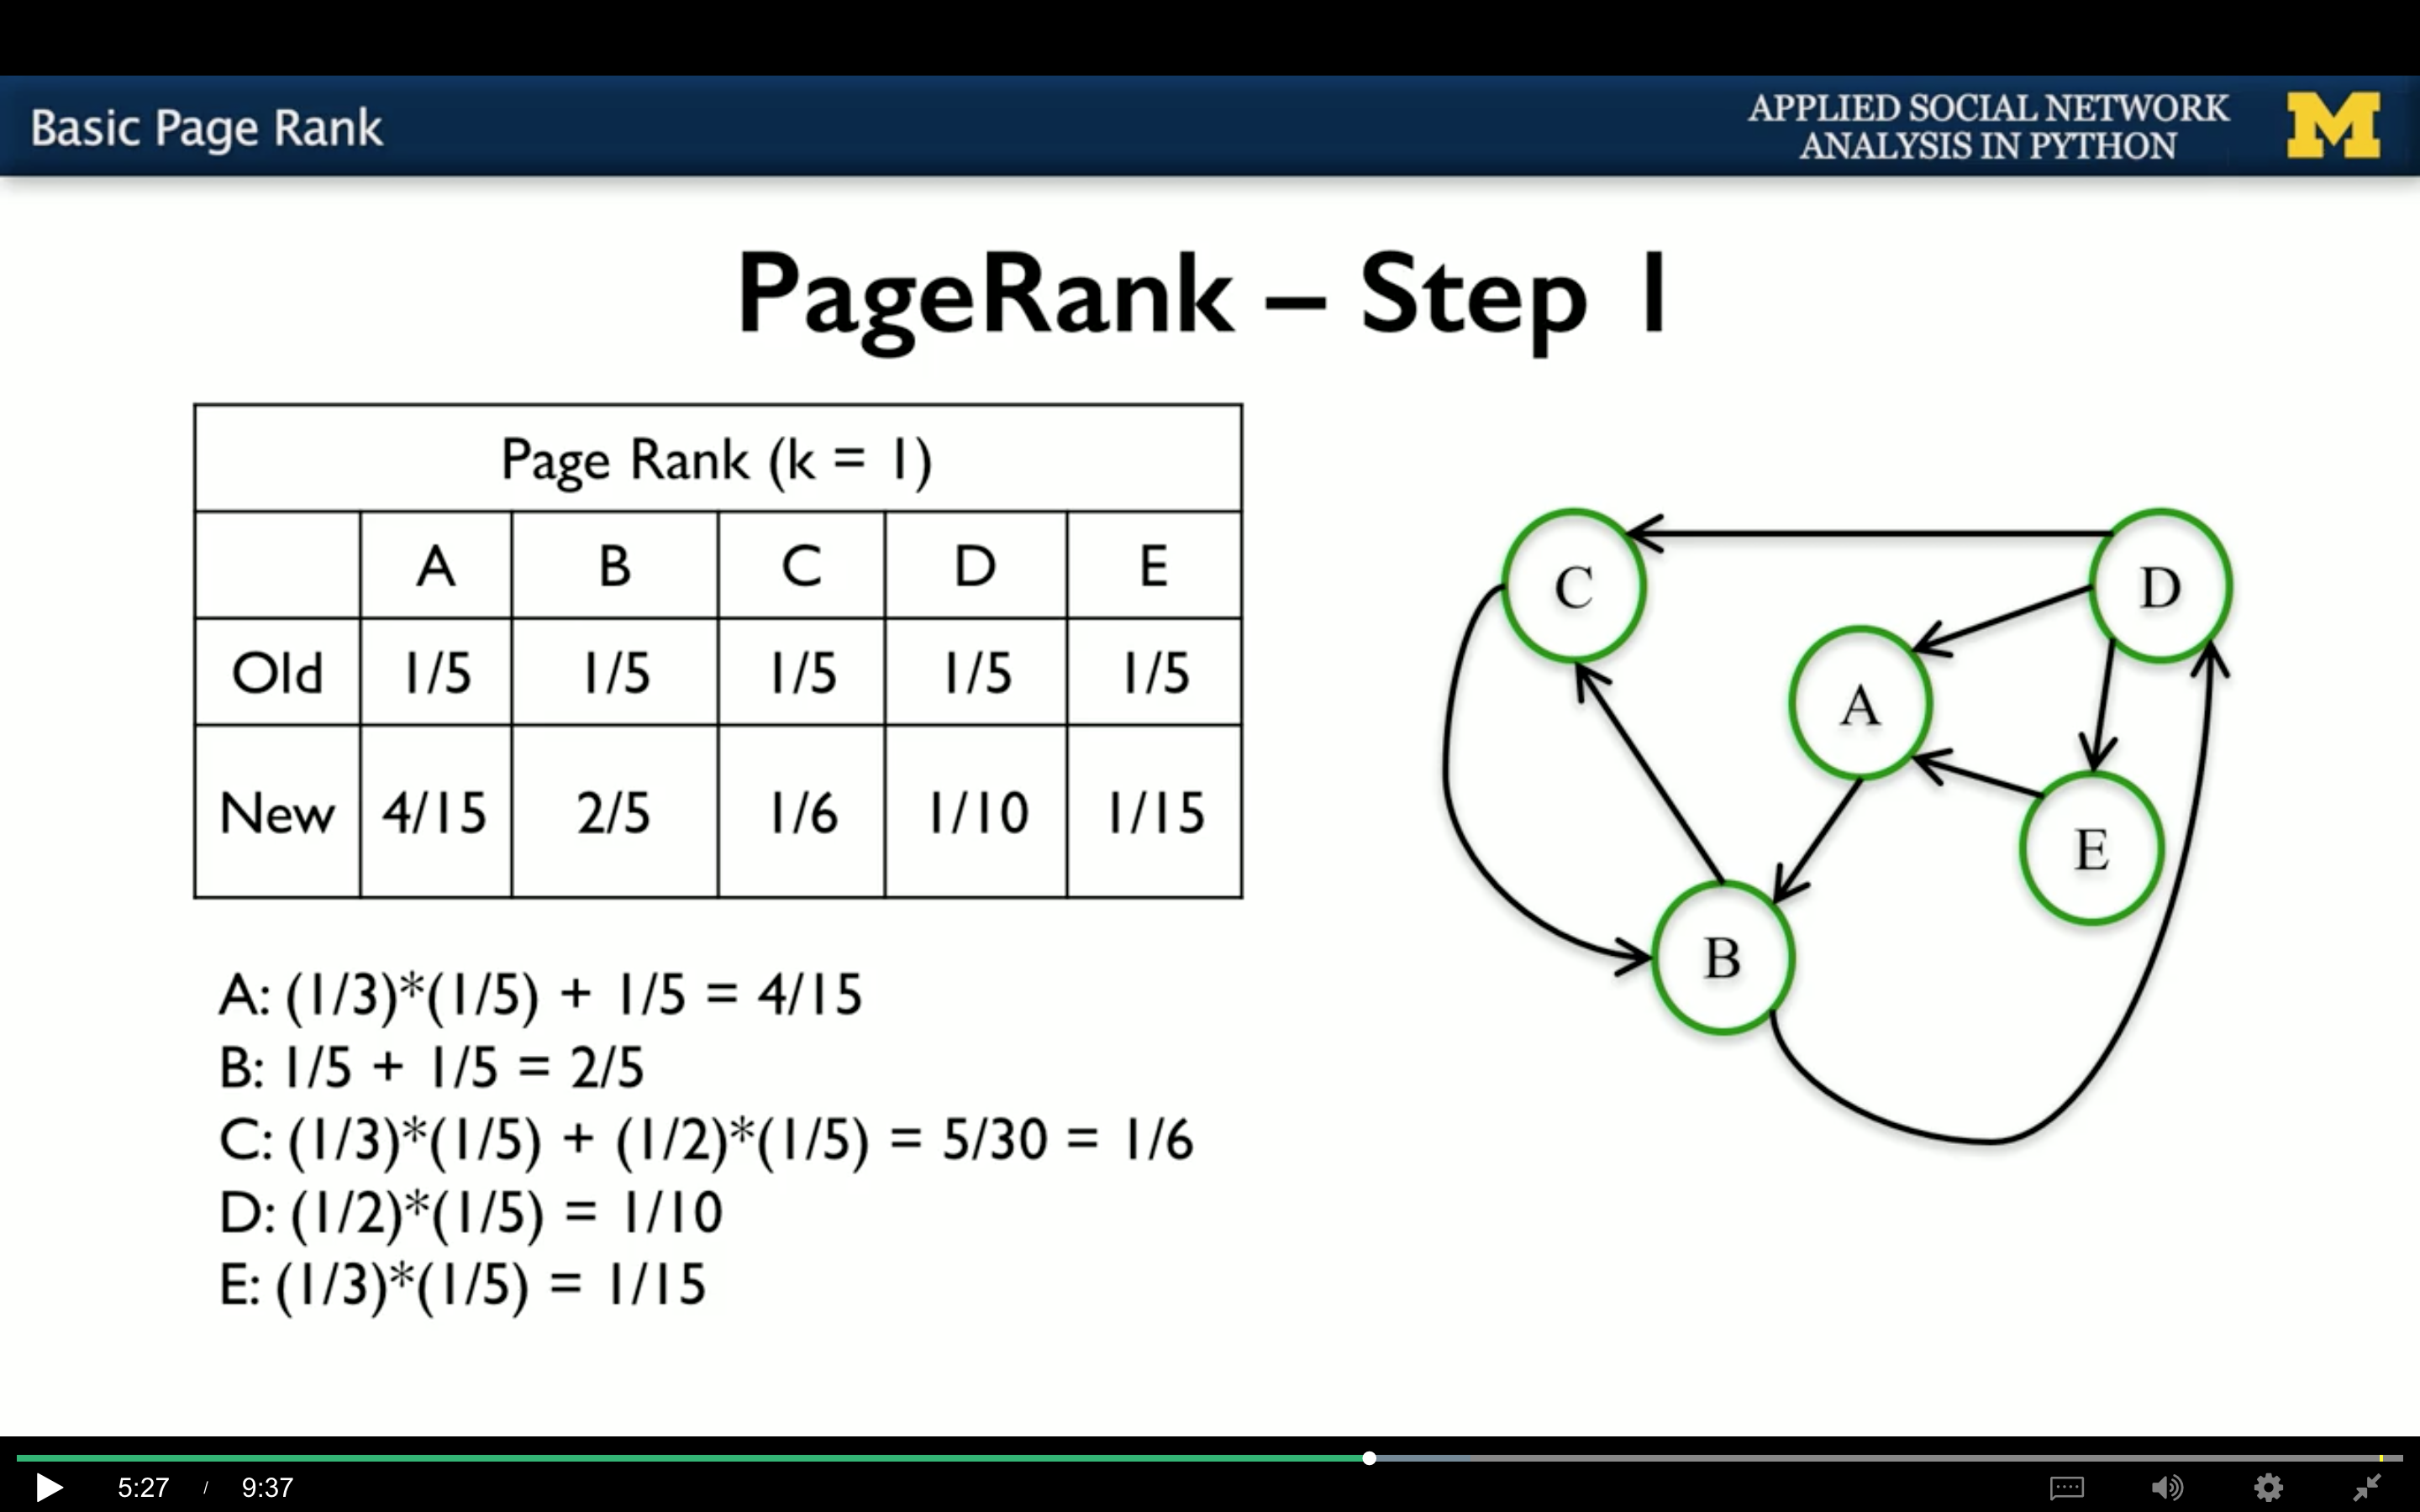 Basic Page Rank
APPLIED SOCIAL NETWORK
ANALYSIS IN PYTHON
M
PageRank – Step 1
Page Rank (k = 1)
A B C D E
Old 1/5 1/5 1/5 1/5 1/5
New 4/15 2/5 1/6 1/10 1/15
A: (1/3)*(1/5) + 1/5 = 4/15
B: 1/5 + 1/5 = 2/5
C: (1/3)*(1/5) + (1/2)*(1/5) = 5/30 = 1/6
D: (1/2)*(1/5) = 1/10
E: (1/3)*(1/5) = 1/15
C
D
A
E
B
5:27 / 9:37